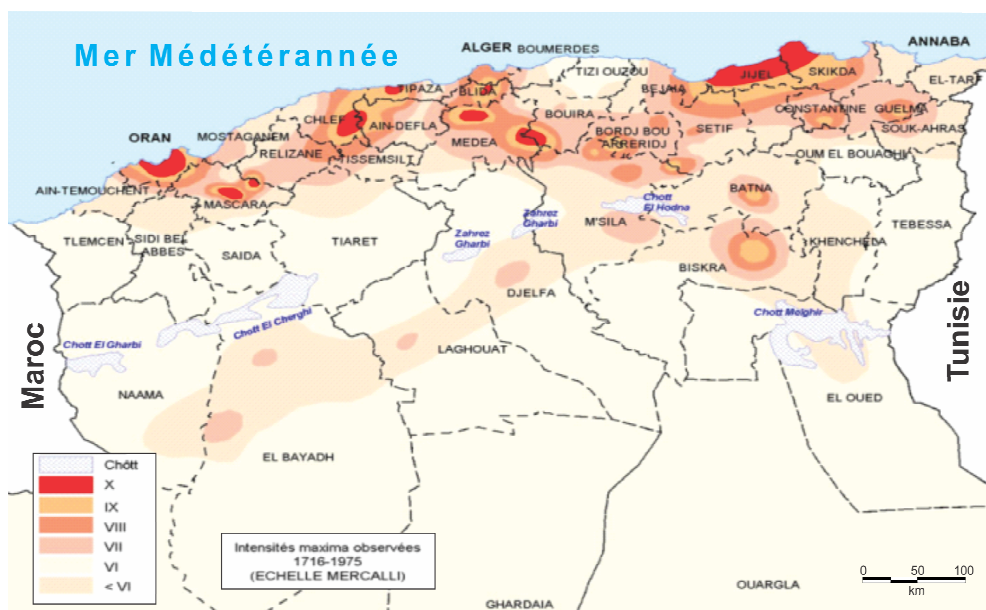 Mer Médétérannée
ALGER
BOUMERDES
ANNABA
TIZI OUZOU
JIJEL
SKIKDA
EL-TARF
TIPAZA
BLIDA
BEJAIA
CHLEF
AIN-DEFLA
BOUIRA
CONSTANTINE
GUELMA
ORAN
MOSTAGANEM
MEDEA
BORDJ BOU
ARRERIDJ
SETIF
SOUK-AHRAS
RELIZANE
TISSEMSILT
OUM EL BOUAGHI
AIN-TEMOUCHENT
MASCARA
BATNA
Chott
El Hodna
Zahrez
Gharbi
M'SILA
TEBESSA
TLEMCEN
SIDI BEL
ABBES
SAIDA
TIARET
Zahrez
Gharbi
KHENCHELA
BISKRA
DJELFA
Chott El Cherghi
Chott Melghir
Chott El Gharbi
LAGHOUAT
Maroc
Tunisie
NAAMA
EL OUED
EL BAYADH
Chôtt
X
IX
VIII
VII
VI
< VI
Intensités maxima observées
1716-1975
(ECHELLE MERCALLI)
OUARGLA
GHARDAIA
0 50 100
km